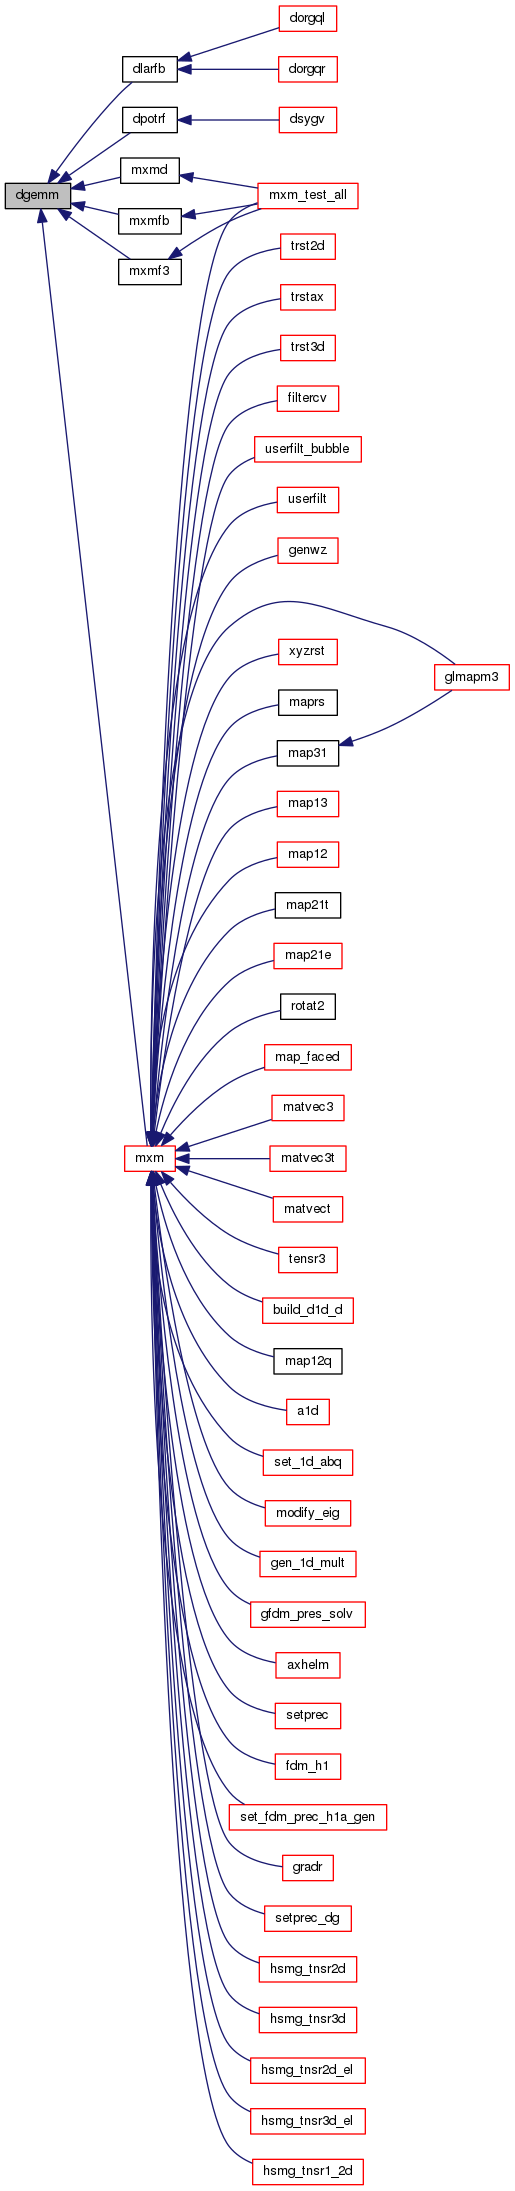 dorgql
dlarfb
dorgqr
dpotrf
dsygv
mxmd
dgemm
mxm_test_all
mxmfb
trst2d
mxmf3
trstax
trst3d
filtercv
userfilt_bubble
userfilt
genwz
xyzrst
glmapm3
maprs
map31
map13
map12
map21t
map21e
rotat2
map_faced
matvec3
mxm
matvec3t
matvect
tensr3
build_d1d_d
map12q
a1d
set_1d_abq
modify_eig
gen_1d_mult
gfdm_pres_solv
axhelm
setprec
fdm_h1
set_fdm_prec_h1a_gen
gradr
setprec_dg
hsmg_tnsr2d
hsmg_tnsr3d
hsmg_tnsr2d_el
hsmg_tnsr3d_el
hsmg_tnsr1_2d